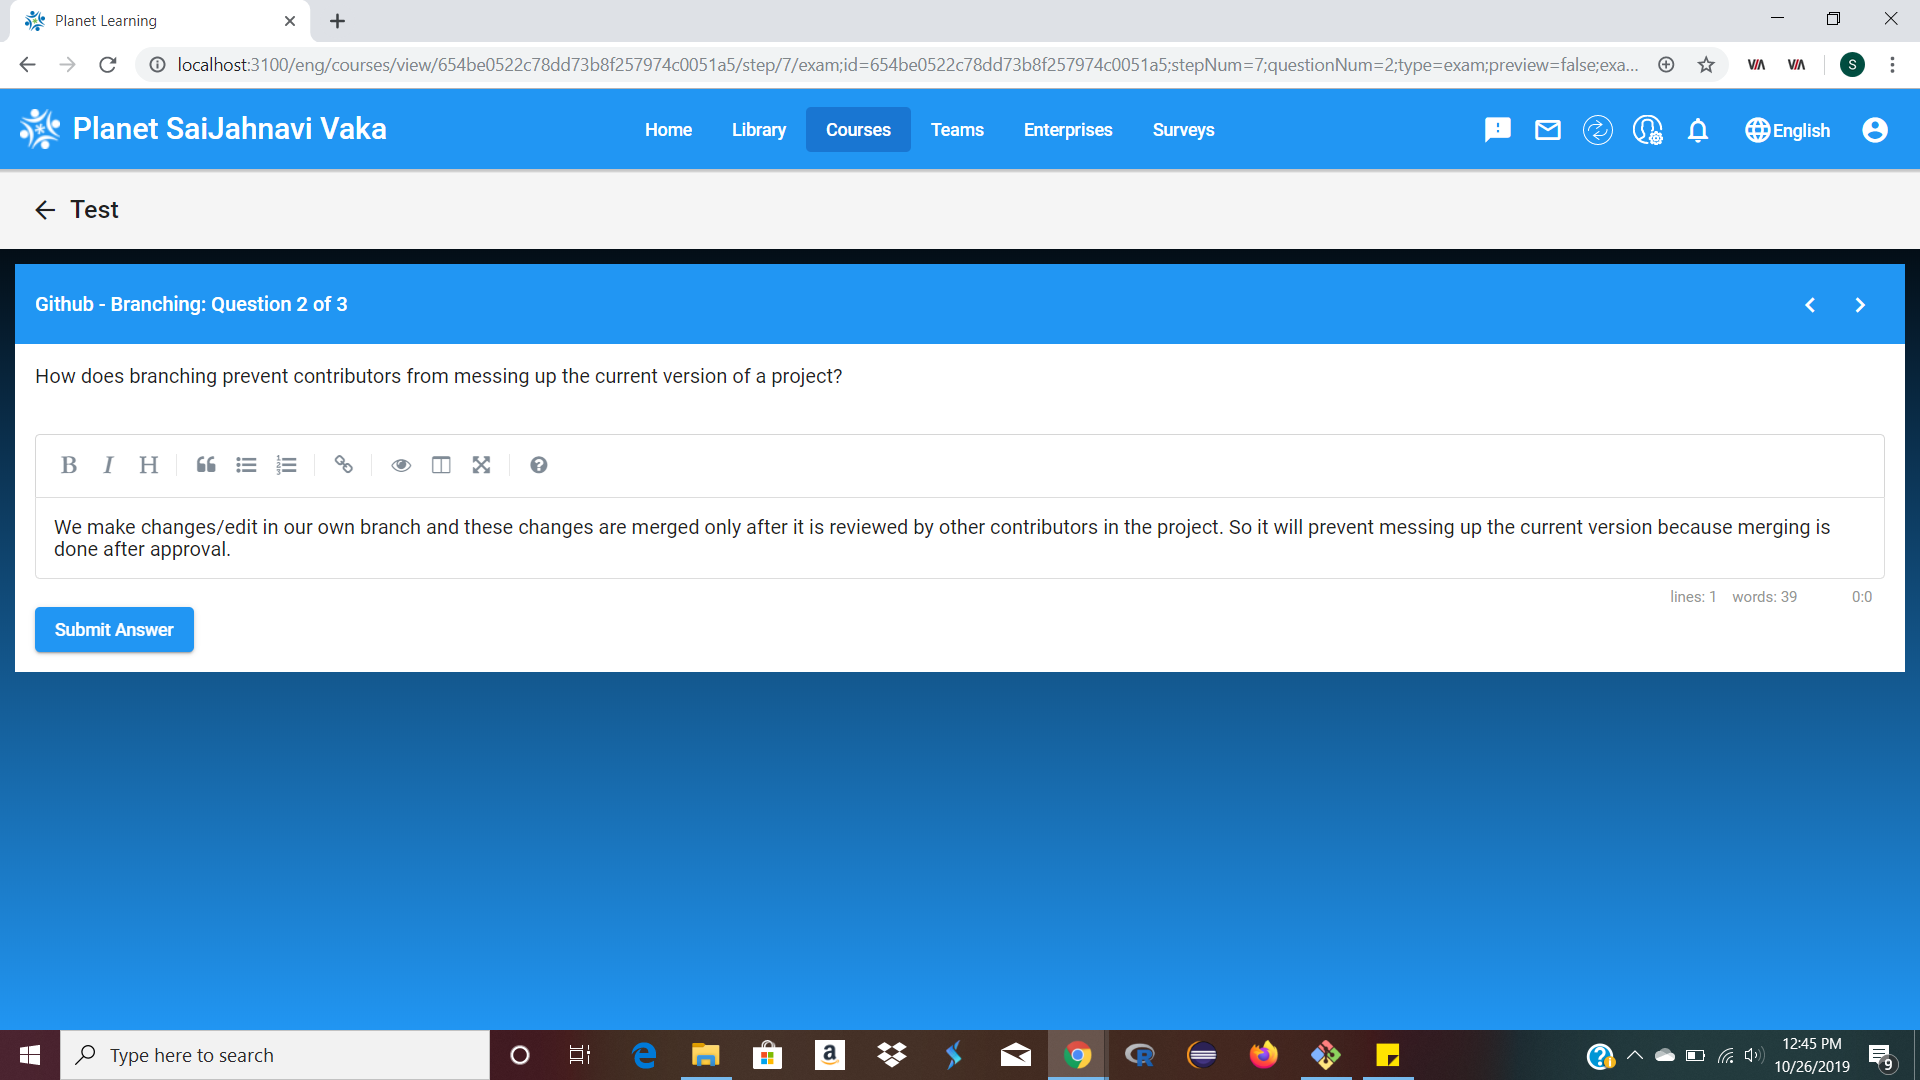 Planet Learning
localhost:3100/eng/courses/view/654be0522c78dd73b8f257974c0051a5/step/7/exam;id=654be0522c78dd73b8f257974c0051a5;stepNum=7;questionNum=2;type=exam;preview=false;exa...
S
Planet SaiJahnavi Vaka
Home Library Courses Teams Enterprises Surveys
English
Test
Github - Branching: Question 2 of 3
How does branching prevent contributors from messing up the current version of a project?
B I H
We make changes/edit in our own branch and these changes are merged only after it is reviewed by other contributors in the project. So it will prevent messing up the current version because merging is
done after approval.
lines: 1 words: 39 0:0
Submit Answer
Type here to search
12:45 PM
10/26/2019
9